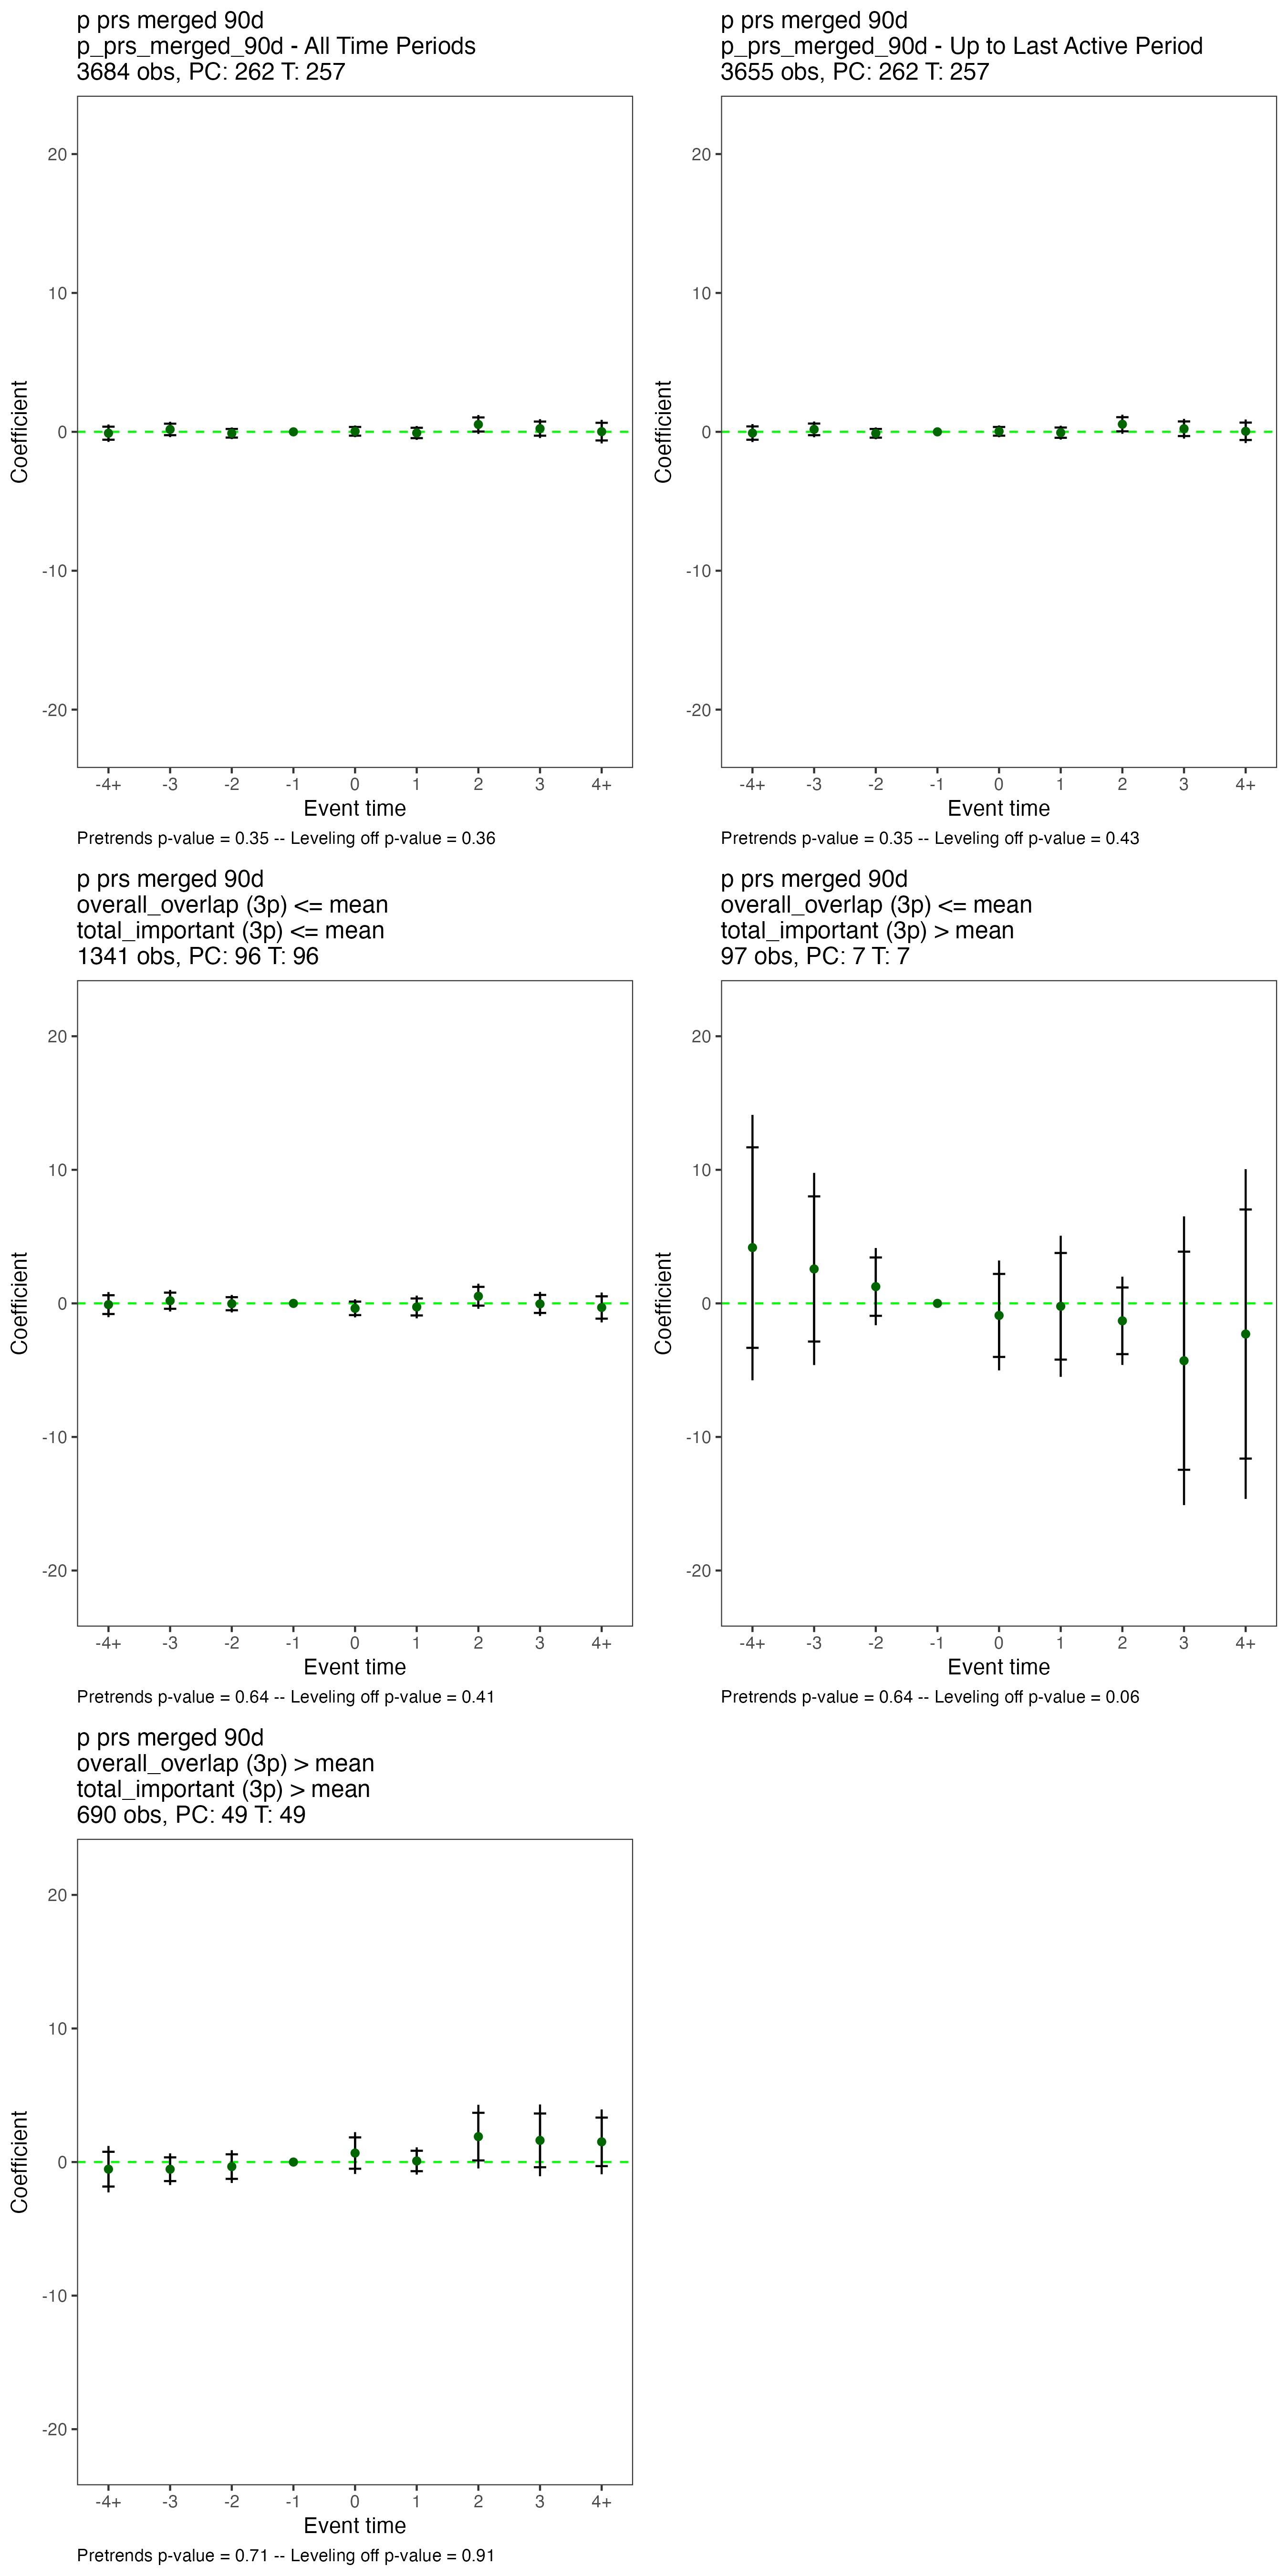 p prs merged 90d
p_prs_merged_90d - All Time Periods
3684 obs, PC: 262 T: 257
20
10
0
-10
-20
Coefficient
-4+ -3 -2 -1 0 1 2 3 4+
Event time
Pretrends p-value = 0.35 -- Leveling off p-value = 0.36
p prs merged 90d
p_prs_merged_90d - Up to Last Active Period
3655 obs, PC: 262 T: 257
20
10
0
-10
-20
Coefficient
-4+ -3 -2 -1 0 1 2 3 4+
Event time
Pretrends p-value = 0.35 -- Leveling off p-value = 0.43
p prs merged 90d
overall_overlap (3p) <= mean
total_important (3p) <= mean
1341 obs, PC: 96 T: 96
20
10
0
-10
-20
Coefficient
-4+ -3 -2 -1 0 1 2 3 4+
Event time
Pretrends p-value = 0.64 -- Leveling off p-value = 0.41
p prs merged 90d
overall_overlap (3p) <= mean
total_important (3p) > mean
97 obs, PC: 7 T: 7
20
10
0
-10
-20
Coefficient
-4+ -3 -2 -1 0 1 2 3 4+
Event time
Pretrends p-value = 0.64 -- Leveling off p-value = 0.06
p prs merged 90d
overall_overlap (3p) > mean
total_important (3p) > mean
690 obs, PC: 49 T: 49
20
10
0
-10
-20
Coefficient
-4+ -3 -2 -1 0 1 2 3 4+
Event time
Pretrends p-value = 0.71 -- Leveling off p-value = 0.91